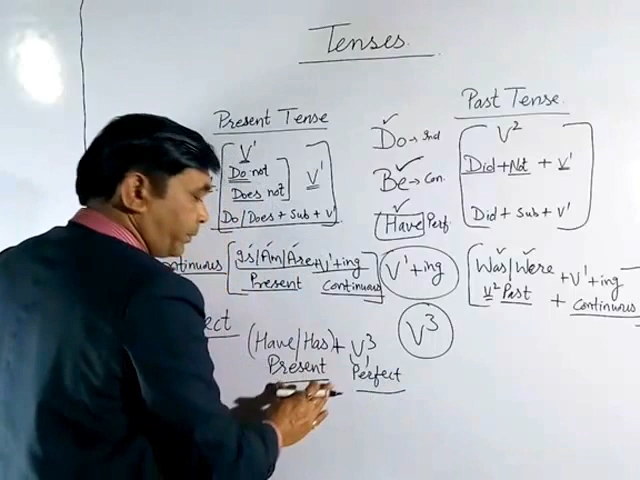 Tenses.
Present Tense
V¹
Do not
Does not
V¹
Do/Does + Sub + V¹
Do → Ind
Be → Con.
Have Perf.
Past Tense.
V²
Did + Not + V¹
Did + Sub + V¹
Continuous
Is/Am/Are + V¹ + ing
Present Continuous
V¹ + ing
Was/Were + V¹ + ing
V² Past + Continuous
ect
(Have/Has) + V³
Present Perfect
V³